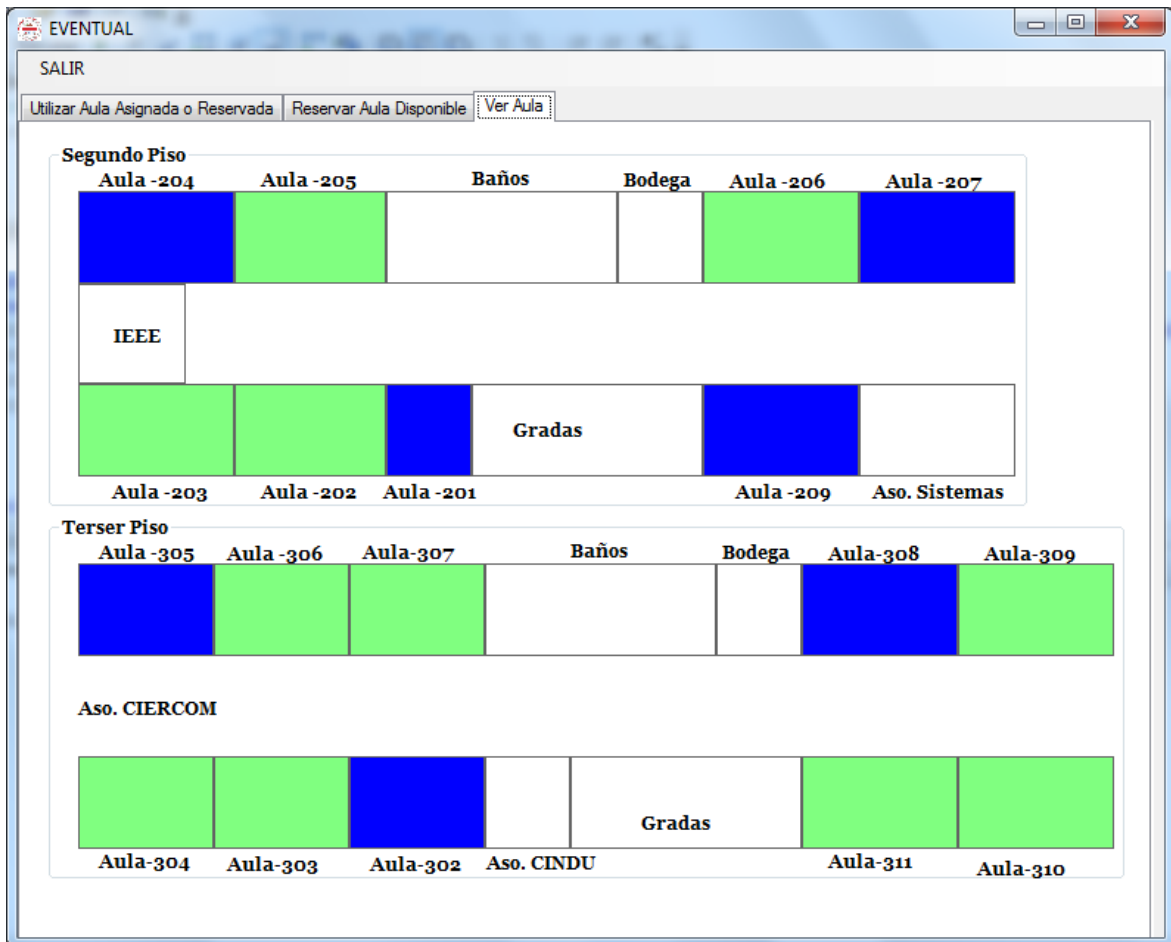 EVENTUAL
SALIR
Utilizar Aula Asignada o Reservada Reservar Aula Disponible Ver Aula
Segundo Piso
Aula -204 Aula -205 Baños Bodega Aula -206 Aula -207
IEEE
Gradas
Aula -203 Aula -202 Aula -201 Aula -209 Aso. Sistemas
Terser Piso
Aula -305 Aula -306 Aula-307 Baños Bodega Aula-308 Aula-309
Aso. CIERCOM
Gradas
Aula-304 Aula-303 Aula-302 Aso. CINDU Aula-311 Aula-310